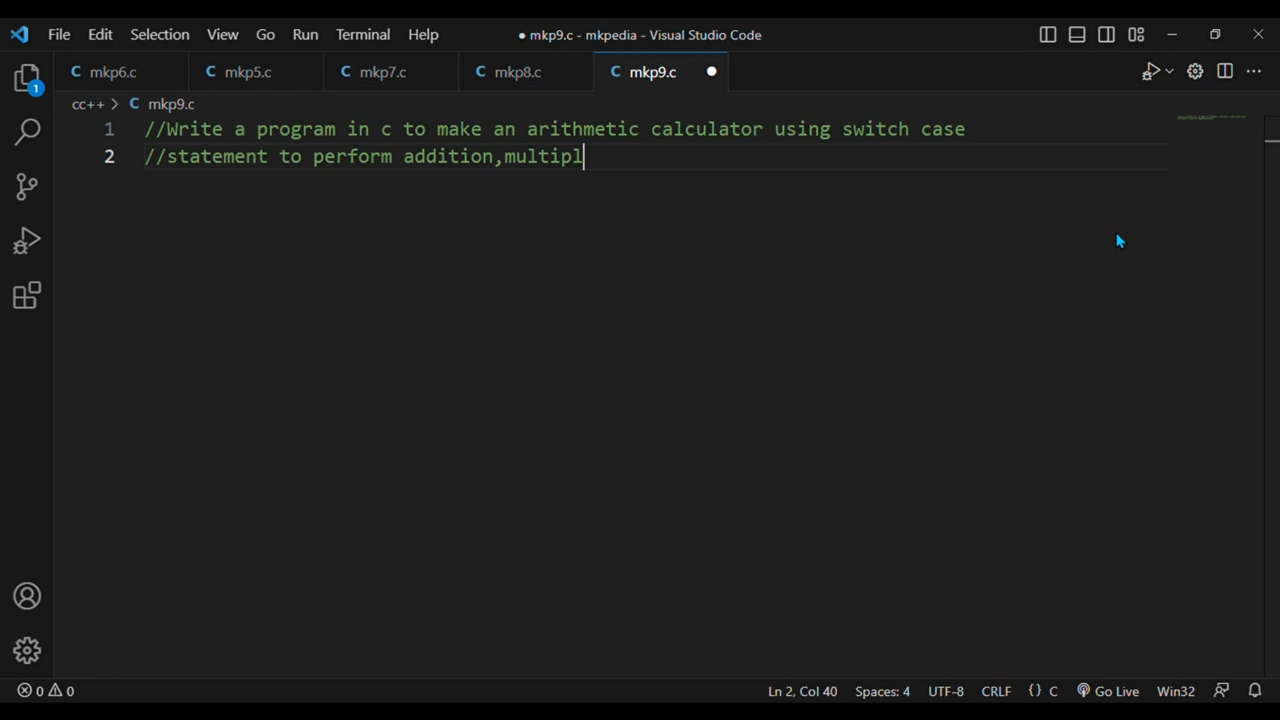 File Edit Selection View Go Run Terminal Help ● mkp9.c - mkpedia - Visual Studio Code
C mkp6.c C mkp5.c C mkp7.c C mkp8.c C mkp9.c ●
1
cc++ > C mkp9.c
1 //Write a program in c to make an arithmetic calculator using switch case
2 //statement to perform addition,multipl
0 0 Ln 2, Col 40 Spaces: 4 UTF-8 CRLF {} C Go Live Win32